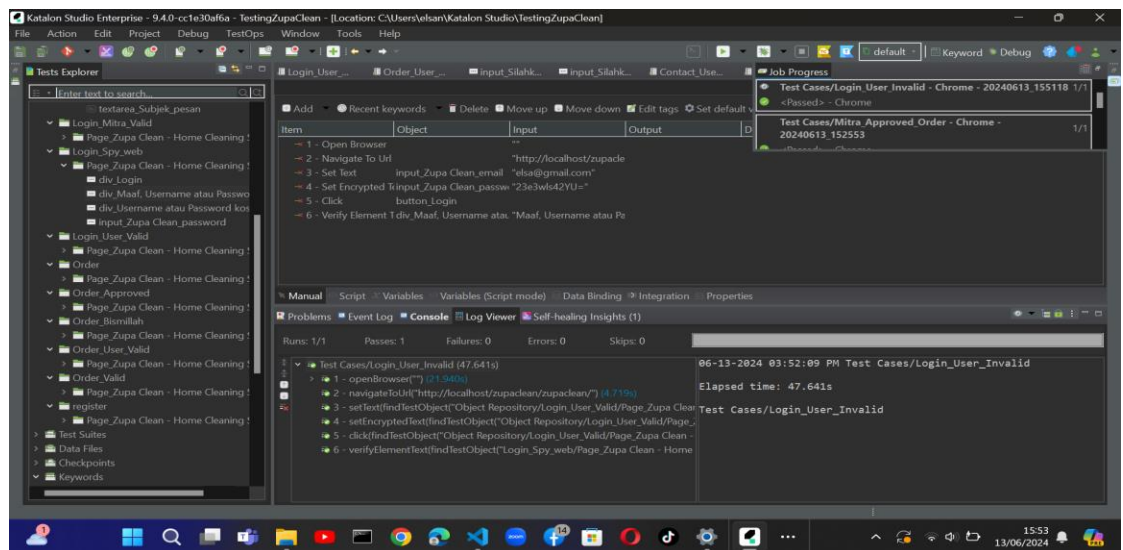 Katalon Studio Enterprise - 9.4.0-cc1e30af6a - TestingZupaClean - [Location: C:\Users\elsan\Katalon Studio\TestingZupaClean]
File Action Edit Project Debug TestOps Window Tools Help
default Keyword Debug
Tests Explorer
Enter text to search...
textarea_Subjek_pesan
Login_Mitra_Valid
Page_Zupa Clean - Home Cleaning S
Login_Spy_web
Page_Zupa Clean - Home Cleaning S
div_Login
div_Maaf, Username atau Passwo
div_Username atau Password kos
input_Zupa Clean_password
Login_User_Valid
Page_Zupa Clean - Home Cleaning S
Order
Page_Zupa Clean - Home Cleaning S
Order_Approved
Page_Zupa Clean - Home Cleaning S
Order_Bismillah
Page_Zupa Clean - Home Cleaning S
Order_User_Valid
Page_Zupa Clean - Home Cleaning S
Order_Valid
Page_Zupa Clean - Home Cleaning S
register
Page_Zupa Clean - Home Cleaning S
Test Suites
Data Files
Checkpoints
Keywords
Login_User_... Order_User_... input_Silahk... input_Silahk... Contact_Use...
Add Recent keywords Delete Move up Move down Edit tags Set default v
Item Object Input Output D
1 - Open Browser ""
2 - Navigate To Url "http://localhost/zupacle
3 - Set Text input_Zupa Clean_email "elsa@gmail.com"
4 - Set Encrypted Te input_Zupa Clean_passw "23e3wls42YU="
5 - Click button_Login
6 - Verify Element T div_Maaf, Username atau "Maaf, Username atau Pa
Manual Script Variables Variables (Script mode) Data Binding Integration Properties
Job Progress
Test Cases/Login_User_Invalid - Chrome - 20240613_155118 1/1
<Passed> - Chrome
Test Cases/Mitra_Approved_Order - Chrome - 20240613_152553 1/1
Problems Event Log Console Log Viewer Self-healing Insights (1)
Runs: 1/1 Passes: 1 Failures: 0 Errors: 0 Skips: 0
Test Cases/Login_User_Invalid (47.641s)
1 - openBrowser("") (21.940s)
2 - navigateToUrl("http://localhost/zupaclean/zupaclean/") (4.719s)
3 - setText(findTestObject("Object Repository/Login_User_Valid/Page_Zupa Clean
4 - setEncryptedText(findTestObject("Object Repository/Login_User_Valid/Page_
5 - click(findTestObject("Object Repository/Login_User_Valid/Page_Zupa Clean -
6 - verifyElementText(findTestObject("Login_Spy_web/Page_Zupa Clean - Home
06-13-2024 03:52:09 PM Test Cases/Login_User_Invalid
Elapsed time: 47.641s
Test Cases/Login_User_Invalid
1
zoom
14
15:53
13/06/2024